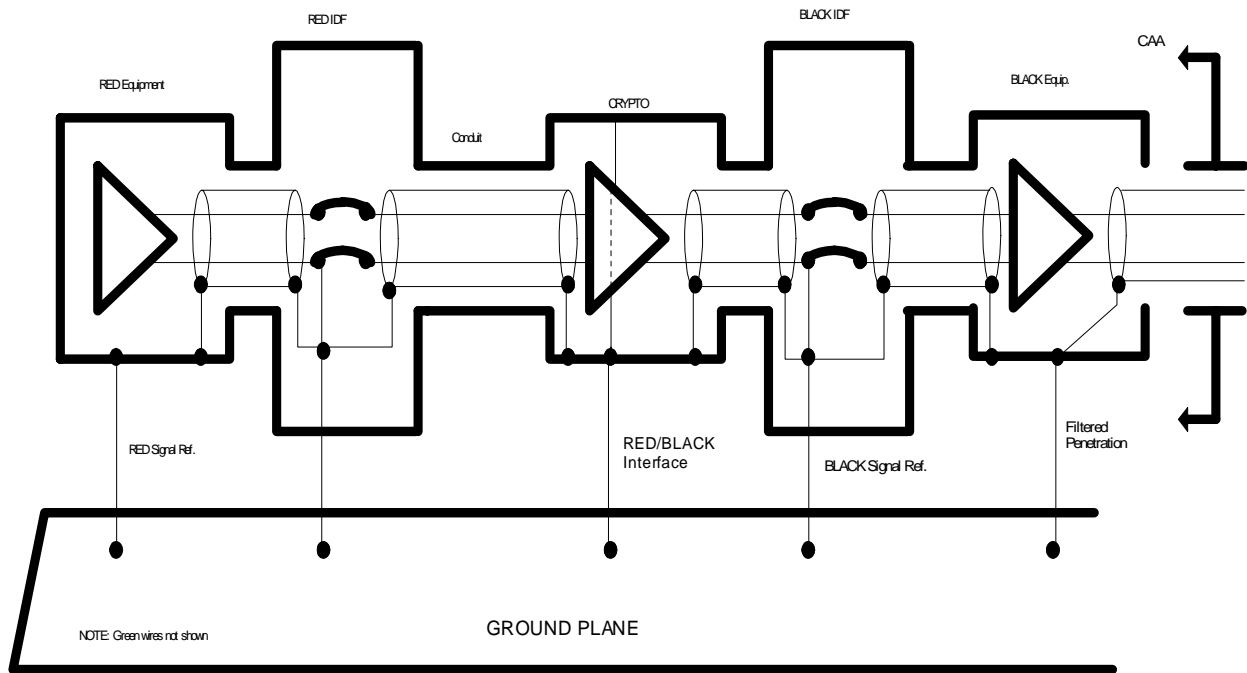 RED IDF
BLACK IDF
CAA
RED Equipment
BLACK Equip.
CRYPTO
Conduit
RED Signal Ref.
RED/BLACK
Interface
BLACK Signal Ref.
Filtered
Penetration
NOTE: Green wires not shown
GROUND PLANE